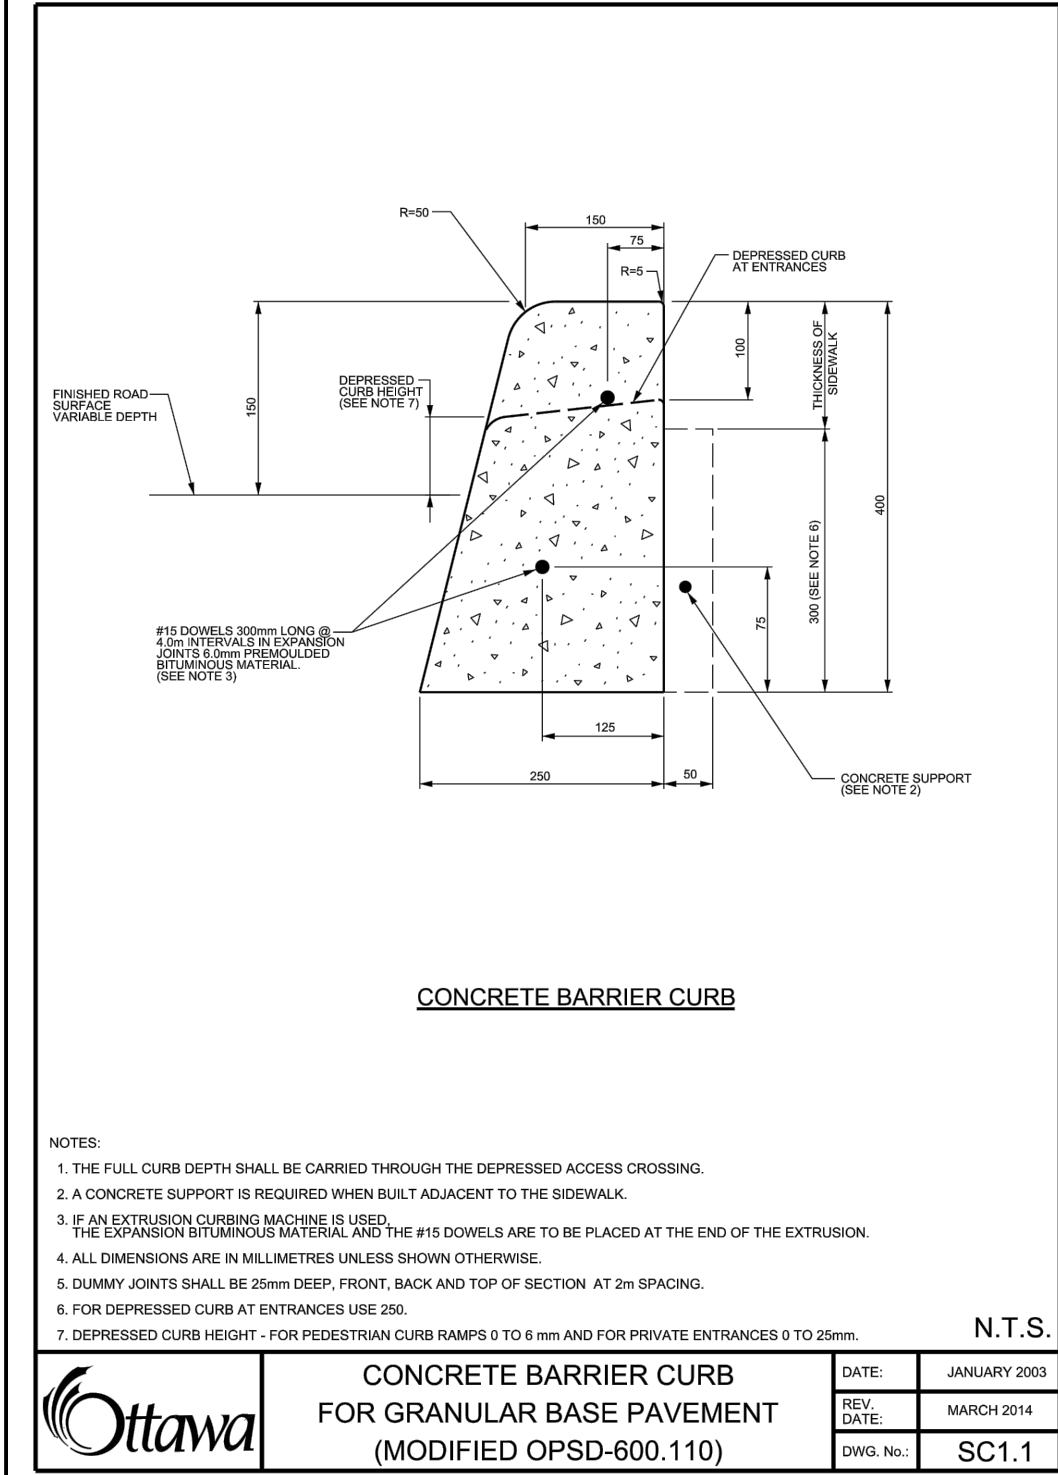 R=50
150
75
R=5
DEPRESSED CURB
AT ENTRANCES
THICKNESS OF
SIDEWALK
100
DEPRESSED
CURB HEIGHT
(SEE NOTE 7)
FINISHED ROAD
SURFACE
VARIABLE DEPTH
150
400
300 (SEE NOTE 6)
75
#15 DOWELS 300mm LONG @
4.0m INTERVALS IN EXPANSION
JOINTS 6.0mm PREMOULDED
BITUMINOUS MATERIAL.
(SEE NOTE 3)
125
250
50
CONCRETE SUPPORT
(SEE NOTE 2)
CONCRETE BARRIER CURB
NOTES:
1. THE FULL CURB DEPTH SHALL BE CARRIED THROUGH THE DEPRESSED ACCESS CROSSING.
2. A CONCRETE SUPPORT IS REQUIRED WHEN BUILT ADJACENT TO THE SIDEWALK.
3. IF AN EXTRUSION CURBING MACHINE IS USED,
THE EXPANSION BITUMINOUS MATERIAL AND THE #15 DOWELS ARE TO BE PLACED AT THE END OF THE EXTRUSION.
4. ALL DIMENSIONS ARE IN MILLIMETRES UNLESS SHOWN OTHERWISE.
5. DUMMY JOINTS SHALL BE 25mm DEEP, FRONT, BACK AND TOP OF SECTION AT 2m SPACING.
6. FOR DEPRESSED CURB AT ENTRANCES USE 250.
7. DEPRESSED CURB HEIGHT - FOR PEDESTRIAN CURB RAMPS 0 TO 6 mm AND FOR PRIVATE ENTRANCES 0 TO 25mm.
N.T.S.
Ottawa
CONCRETE BARRIER CURB
FOR GRANULAR BASE PAVEMENT
(MODIFIED OPSD-600.110)
DATE: JANUARY 2003
REV.
DATE: MARCH 2014
DWG. No.: SC1.1